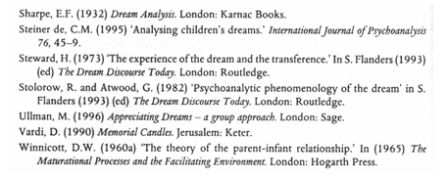 Sharpe, E.F. (1932) Dream Analysis. London: Karnac Books.
Steiner de, C.M. (1995) 'Analysing children's dreams.' International Journal of Psychoanalysis
76, 45–9.
Steward, H. (1973) 'The experience of the dream and the transference.' In S. Flanders (1993)
(ed) The Dream Discourse Today. London: Routledge.
Stolorow, R. and Atwood, G. (1982) 'Psychoanalytic phenomenology of the dream' in S.
Flanders (1993) (ed) The Dream Discourse Today. London: Routledge.
Ullman, M. (1996) Appreciating Dreams – a group approach. London: Sage.
Vardi, D. (1990) Memorial Candles. Jerusalem: Keter.
Winnicott, D.W. (1960a) 'The theory of the parent-infant relationship.' In (1965) The
Maturational Processes and the Facilitating Environment. London: Hogarth Press.